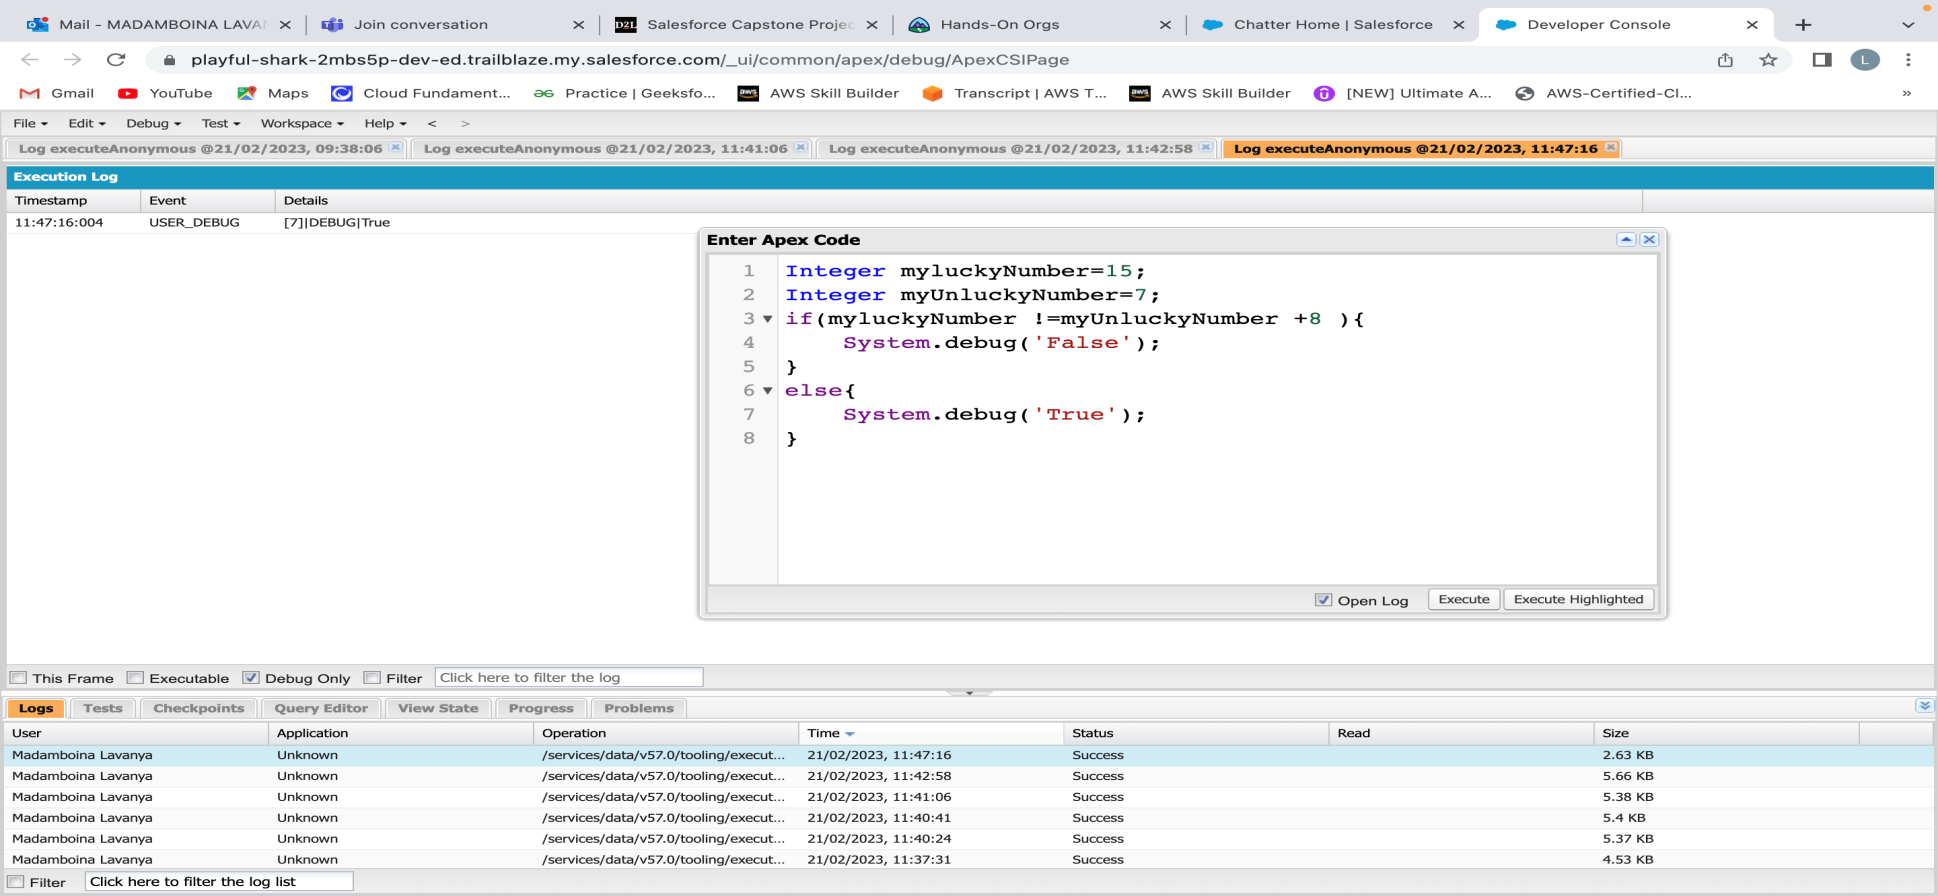 Mail - MADAMBOINA LAVAN Join conversation D2L Salesforce Capstone Projec Hands-On Orgs Chatter Home | Salesforce Developer Console
playful-shark-2mbs5p-dev-ed.trailblaze.my.salesforce.com/_ui/common/apex/debug/ApexCSIPage L
Gmail YouTube Maps Cloud Fundament... Practice | Geeksfo... aws AWS Skill Builder Transcript | AWS T... aws AWS Skill Builder [NEW] Ultimate A... AWS-Certified-Cl... »
File Edit Debug Test Workspace Help < >
Log executeAnonymous @21/02/2023, 09:38:06 Log executeAnonymous @21/02/2023, 11:41:06 Log executeAnonymous @21/02/2023, 11:42:58 Log executeAnonymous @21/02/2023, 11:47:16
Execution Log
Timestamp Event Details
11:47:16:004 USER_DEBUG [7]|DEBUG|True
Enter Apex Code
1 Integer myluckyNumber=15;
2 Integer myUnluckyNumber=7;
3 if(myluckyNumber !=myUnluckyNumber +8 ){
4 System.debug('False');
5 }
6 else{
7 System.debug('True');
8 }
Open Log Execute Execute Highlighted
This Frame Executable Debug Only Filter Click here to filter the log
Logs Tests Checkpoints Query Editor View State Progress Problems
User Application Operation Time Status Read Size
Madamboina Lavanya Unknown /services/data/v57.0/tooling/execut... 21/02/2023, 11:47:16 Success 2.63 KB
Madamboina Lavanya Unknown /services/data/v57.0/tooling/execut... 21/02/2023, 11:42:58 Success 5.66 KB
Madamboina Lavanya Unknown /services/data/v57.0/tooling/execut... 21/02/2023, 11:41:06 Success 5.38 KB
Madamboina Lavanya Unknown /services/data/v57.0/tooling/execut... 21/02/2023, 11:40:41 Success 5.4 KB
Madamboina Lavanya Unknown /services/data/v57.0/tooling/execut... 21/02/2023, 11:40:24 Success 5.37 KB
Madamboina Lavanya Unknown /services/data/v57.0/tooling/execut... 21/02/2023, 11:37:31 Success 4.53 KB
Filter Click here to filter the log list